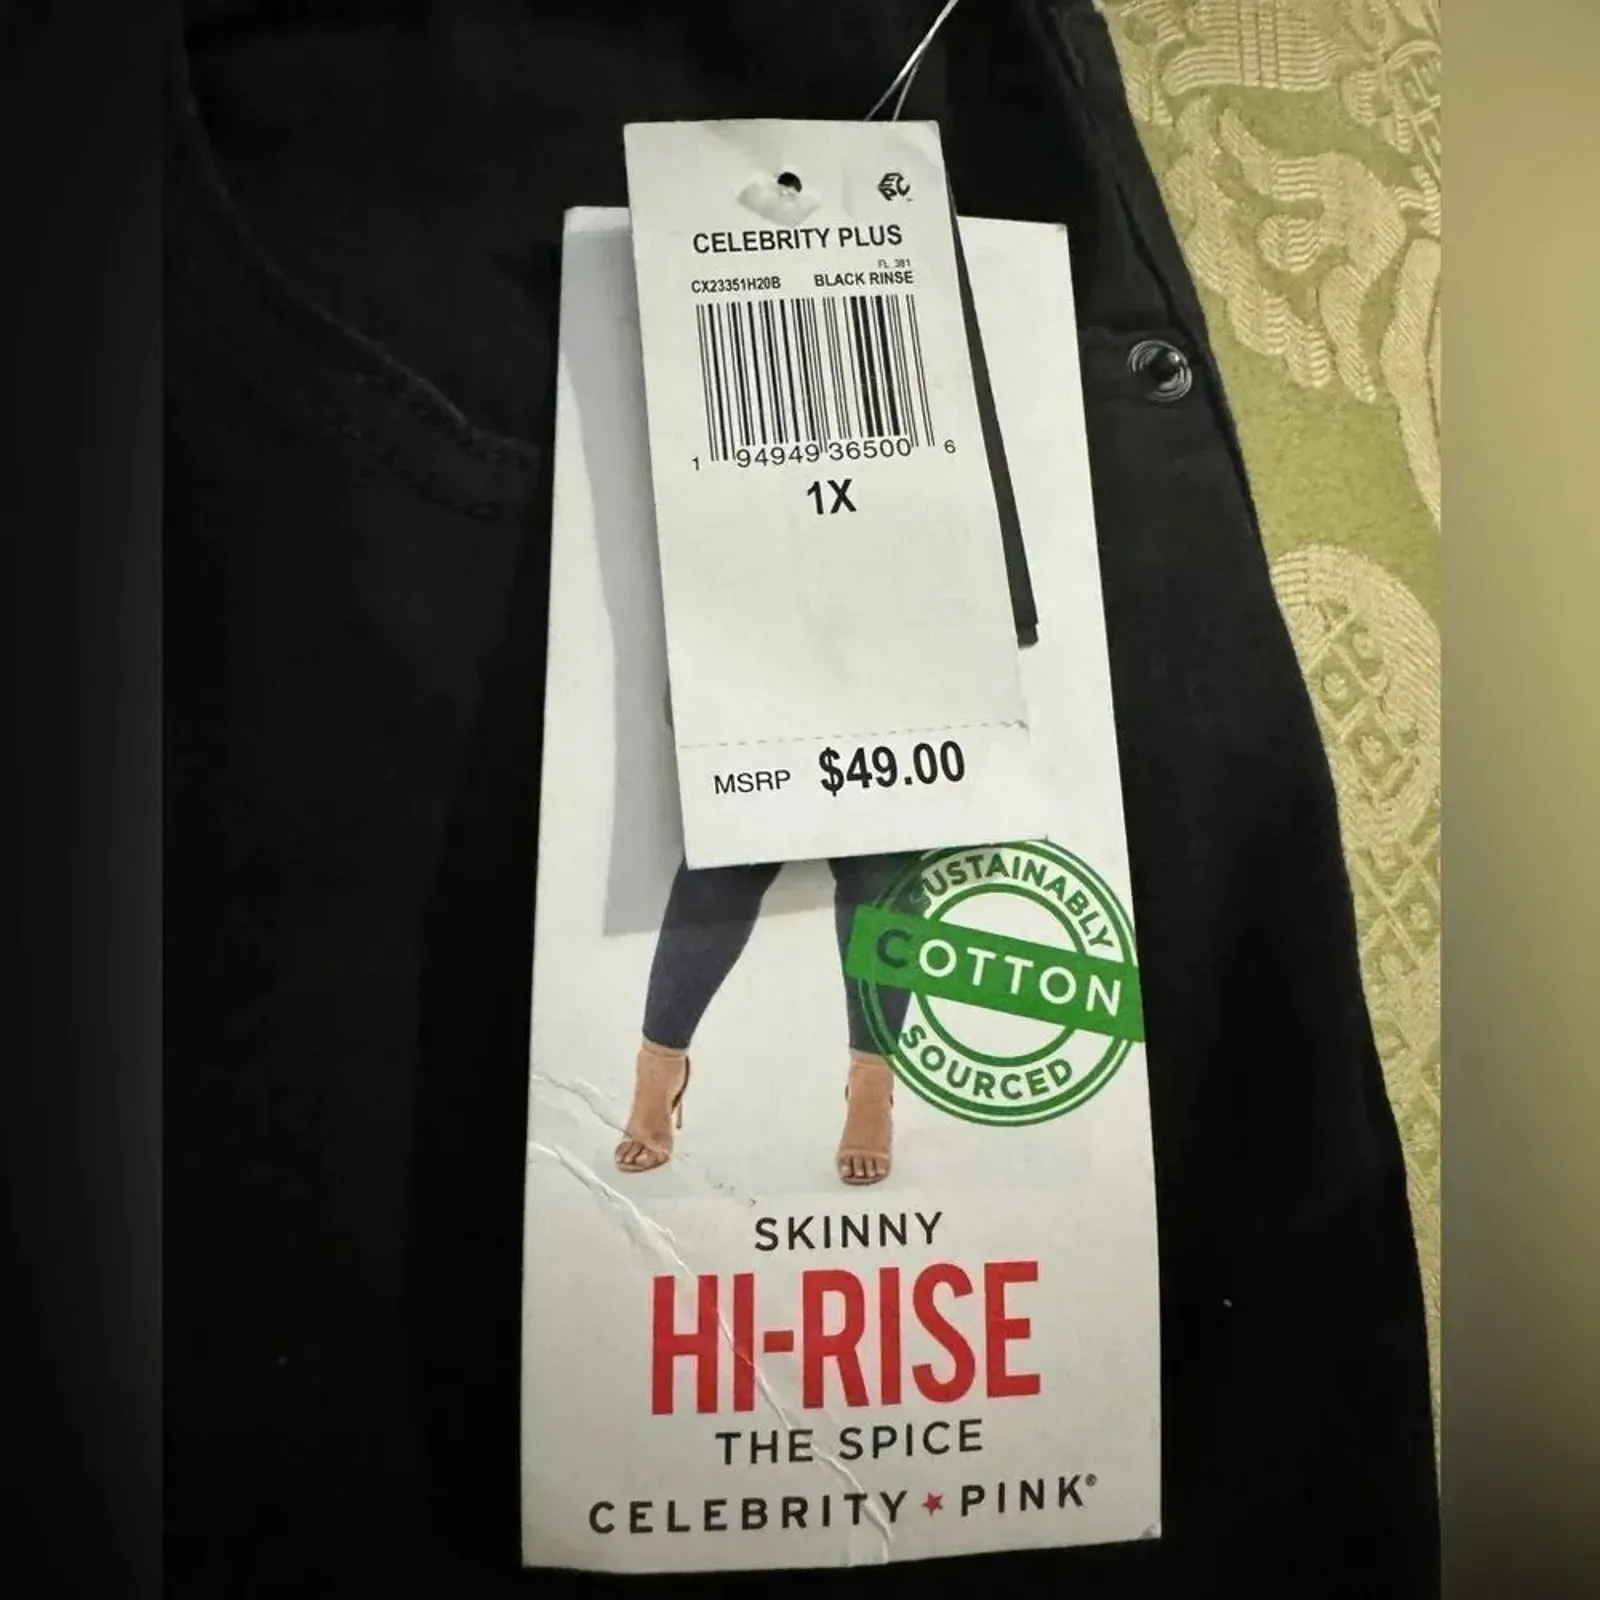 CELEBRITY PLUS
FL 381
CX23351H20B BLACK RINSE
1 94949 36500 6
1X
MSRP $49.00
SUSTAINABLY
COTTON
SOURCED
SKINNY
HI-RISE
THE SPICE
CELEBRITY★PINK®